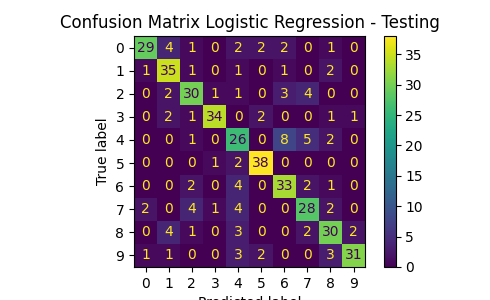 Confusion Matrix Logistic Regression - Testing
0 29 4 1 0 2 2 2 0 1 0
1 1 35 1 0 1 0 1 0 2 0
2 0 2 30 1 1 0 3 4 0 0
3 0 2 1 34 0 2 0 0 1 1
4 0 0 1 0 26 0 8 5 2 0
5 0 0 0 1 2 38 0 0 0 0
6 0 0 2 0 4 0 33 2 1 0
7 2 0 4 1 4 0 0 28 2 0
8 0 4 1 0 3 0 0 2 30 2
9 1 1 0 0 3 2 0 0 3 31
0 1 2 3 4 5 6 7 8 9
True label
Predicted label
35
30
25
20
15
10
5
0